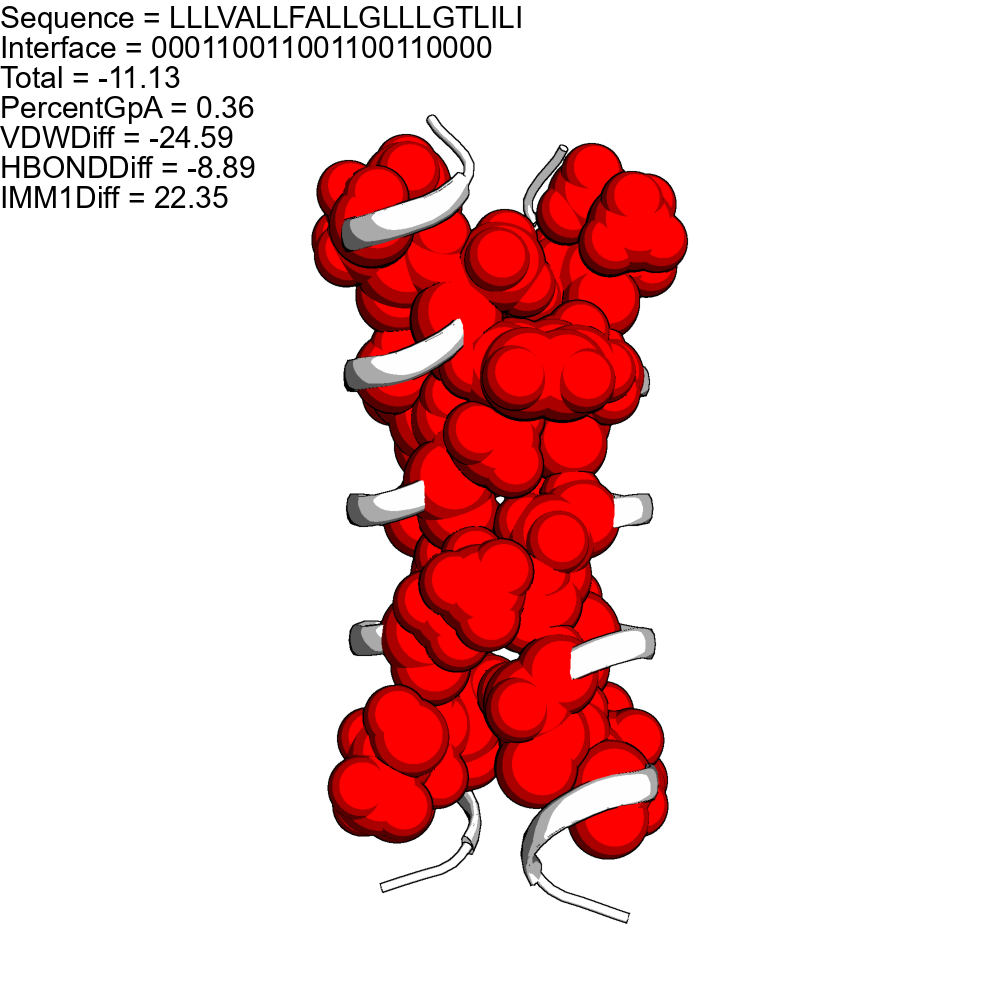 Sequence = LLLVALLFALLGLLLGTLILI
Interface = 000110011001100110000
Total = -11.13
PercentGpA = 0.36
VDWDiff = -24.59
HBONDDiff = -8.89
IMM1Diff = 22.35